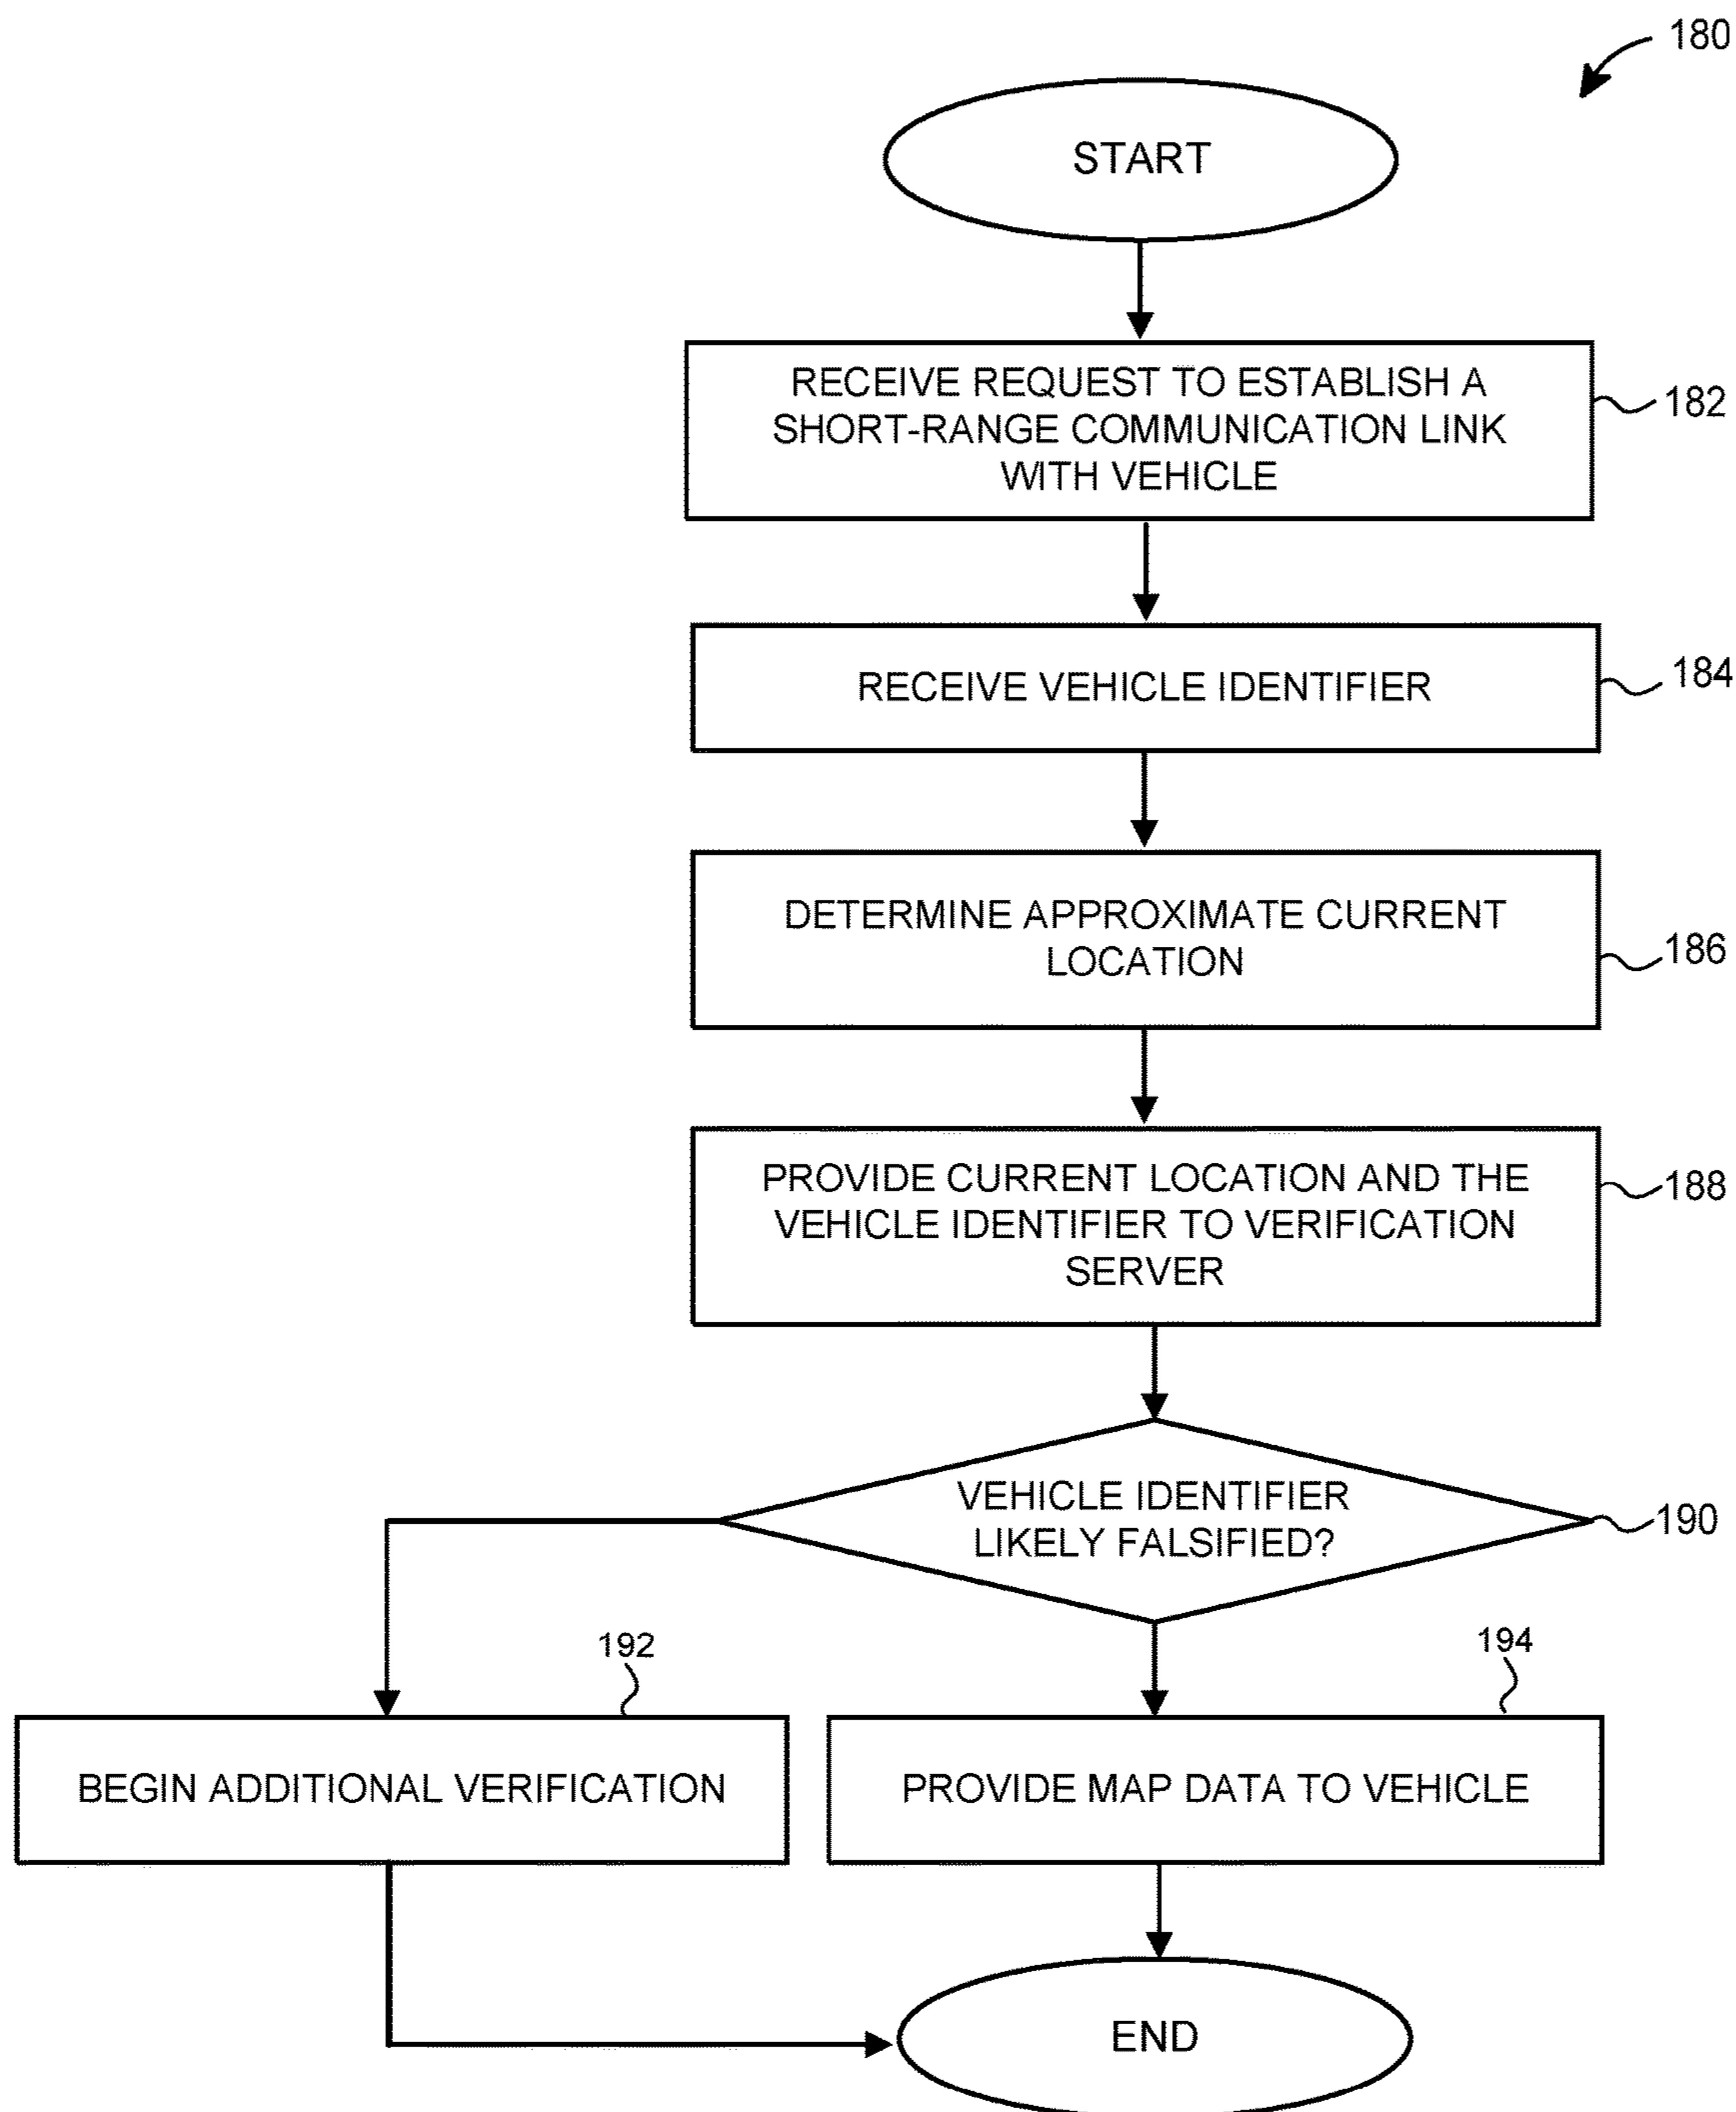 180
START
RECEIVE REQUEST TO ESTABLISH A
SHORT-RANGE COMMUNICATION LINK
WITH VEHICLE
182
RECEIVE VEHICLE IDENTIFIER
184
DETERMINE APPROXIMATE CURRENT
LOCATION
186
PROVIDE CURRENT LOCATION AND THE
VEHICLE IDENTIFIER TO VERIFICATION
SERVER
188
VEHICLE IDENTIFIER
LIKELY FALSIFIED?
190
192
BEGIN ADDITIONAL VERIFICATION
194
PROVIDE MAP DATA TO VEHICLE
END